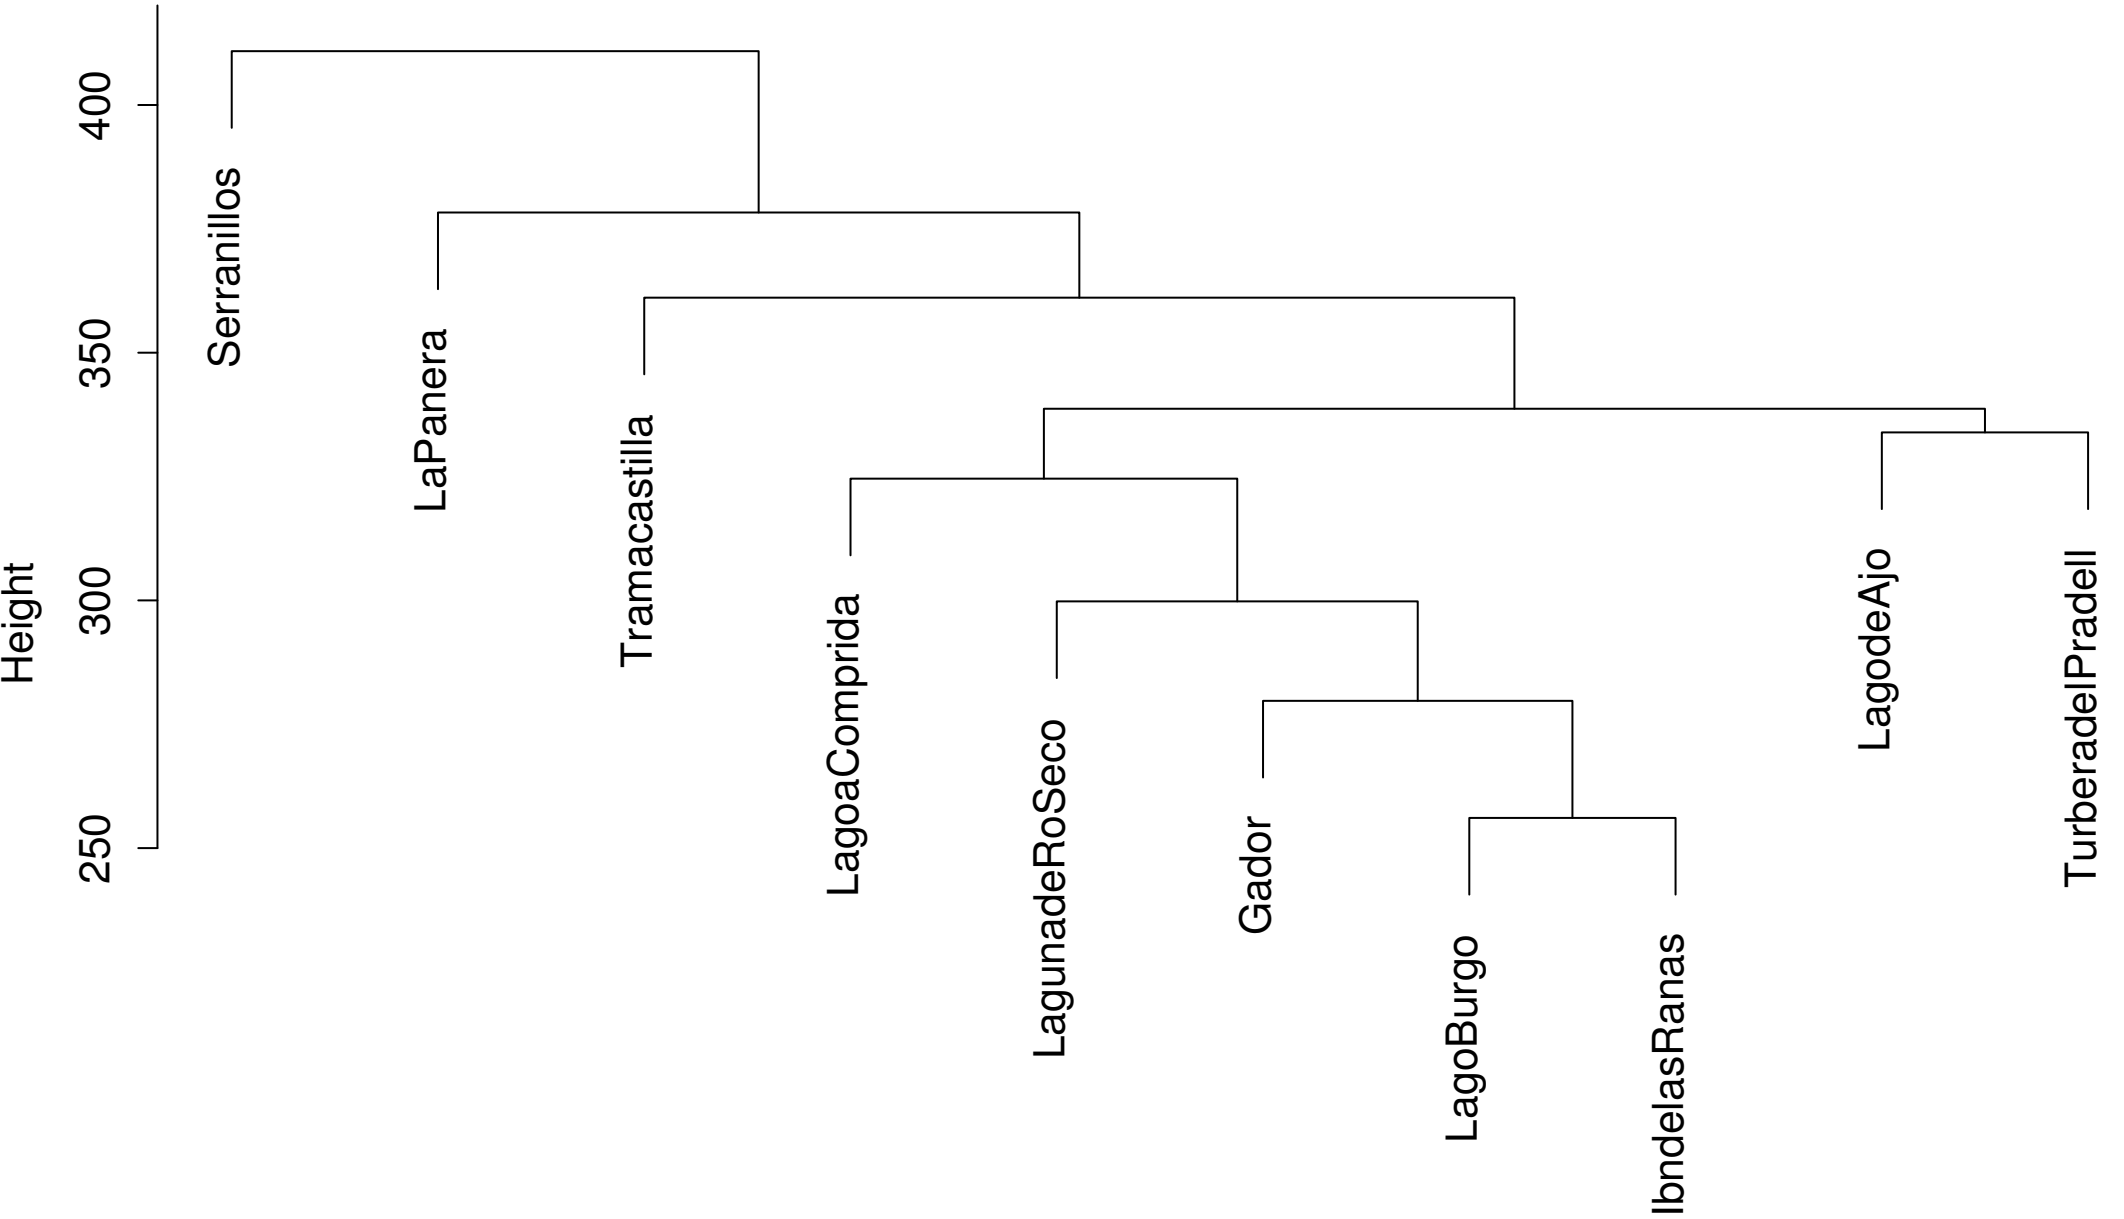 Height
400
350
300
250
Serranillos
LaPanera
Tramacastilla
LagoaComprida
LagunadeRoSeco
Gador
LagoBurgo
IbndelasRanas
LagodeAjo
TurberadelPradell